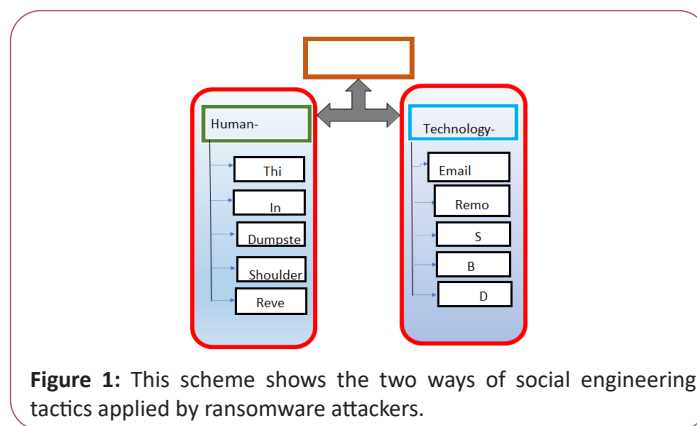 Human-
Thi
In
Dumpste
Shoulder
Reve
Technology-
Email
Remo
S
B
D
Figure 1: This scheme shows the two ways of social engineering
tactics applied by ransomware attackers.